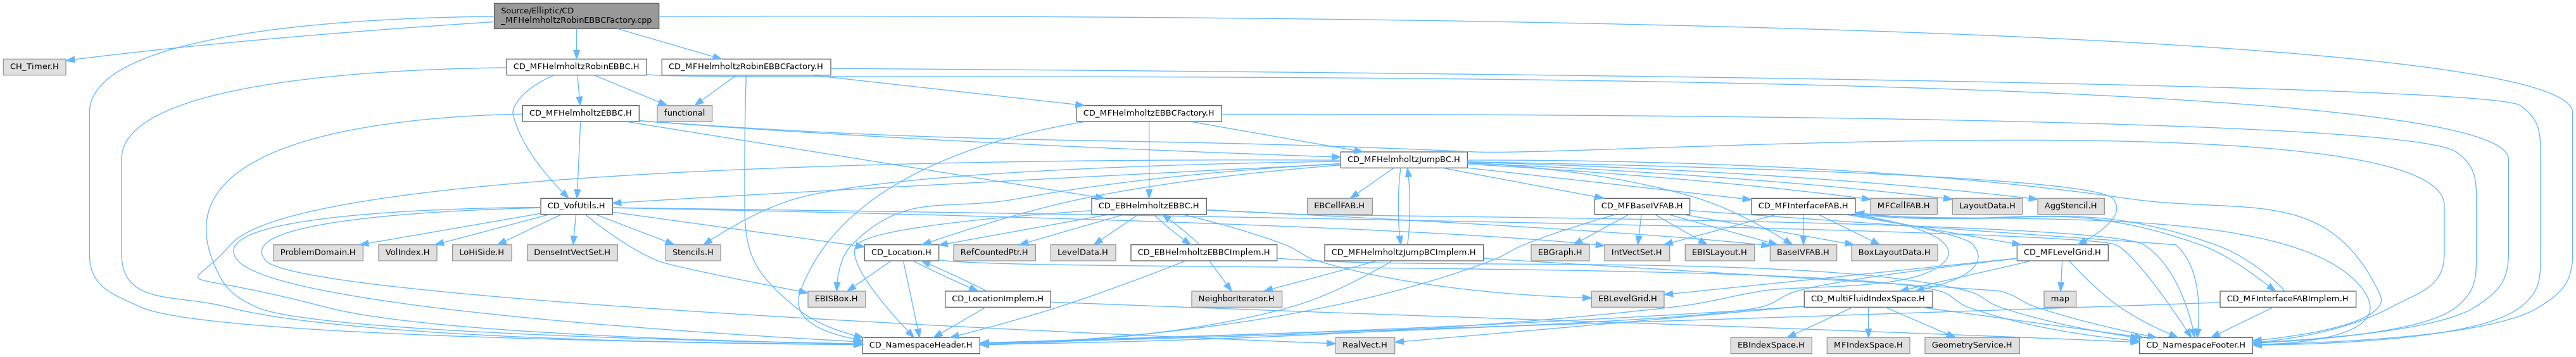 Source/Elliptic/CD
_MFHelmholtzRobinEBBCFactory.cpp
CH_Timer.H
CD_MFHelmholtzRobinEBBC.H
CD_MFHelmholtzRobinEBBCFactory.H
CD_MFHelmholtzEBBC.H
functional
CD_MFHelmholtzEBBCFactory.H
CD_MFHelmholtzJumpBC.H
CD_VofUtils.H
CD_EBHelmholtzEBBC.H
EBCellFAB.H
CD_MFBaseIVFAB.H
CD_MFInterfaceFAB.H
MFCellFAB.H
LayoutData.H
AggStencil.H
ProblemDomain.H
VolIndex.H
LoHiSide.H
DenseIntVectSet.H
Stencils.H
CD_Location.H
RefCountedPtr.H
LevelData.H
CD_EBHelmholtzEBBCImplem.H
CD_MFHelmholtzJumpBCImplem.H
EBGraph.H
IntVectSet.H
EBISLayout.H
BaseIVFAB.H
BoxLayoutData.H
CD_MFLevelGrid.H
EBISBox.H
CD_LocationImplem.H
NeighborIterator.H
EBLevelGrid.H
CD_MultiFluidIndexSpace.H
map
CD_MFInterfaceFABImplem.H
CD_NamespaceHeader.H
RealVect.H
EBIndexSpace.H
MFIndexSpace.H
GeometryService.H
CD_NamespaceFooter.H